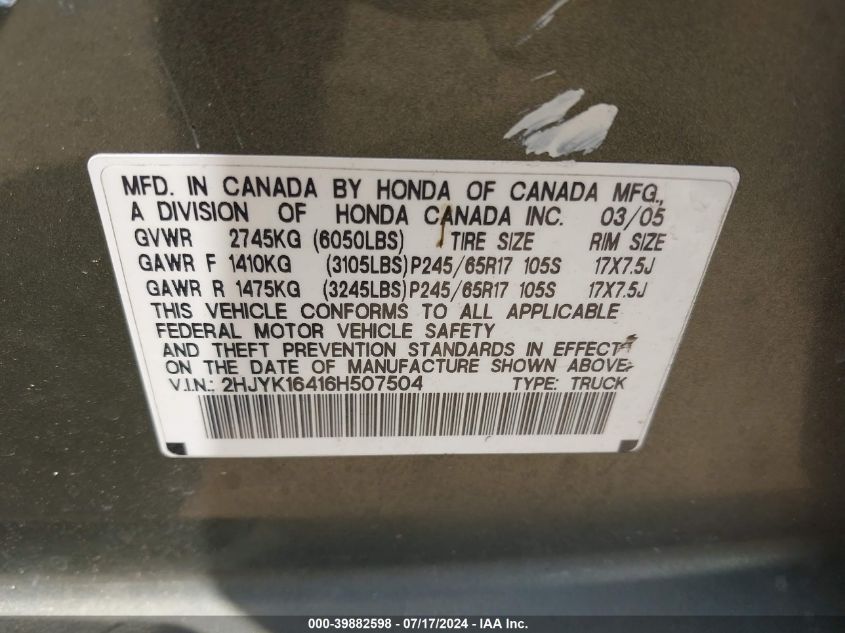 MFD. IN CANADA BY HONDA OF CANADA MFG.,
A DIVISION OF HONDA CANADA INC. 03/05
GVWR 2745KG (6050LBS) TIRE SIZE RIM SIZE
GAWR F 1410KG (3105LBS) P245/65R17 105S 17X7.5J
GAWR R 1475KG (3245LBS) P245/65R17 105S 17X7.5J
THIS VEHICLE CONFORMS TO ALL APPLICABLE
FEDERAL MOTOR VEHICLE SAFETY
AND THEFT PREVENTION STANDARDS IN EFFECT
ON THE DATE OF MANUFACTURE SHOWN ABOVE.
V.I.N.: 2HJYK16416H507504 TYPE: TRUCK
000-39882598 - 07/17/2024 - IAA, Inc.